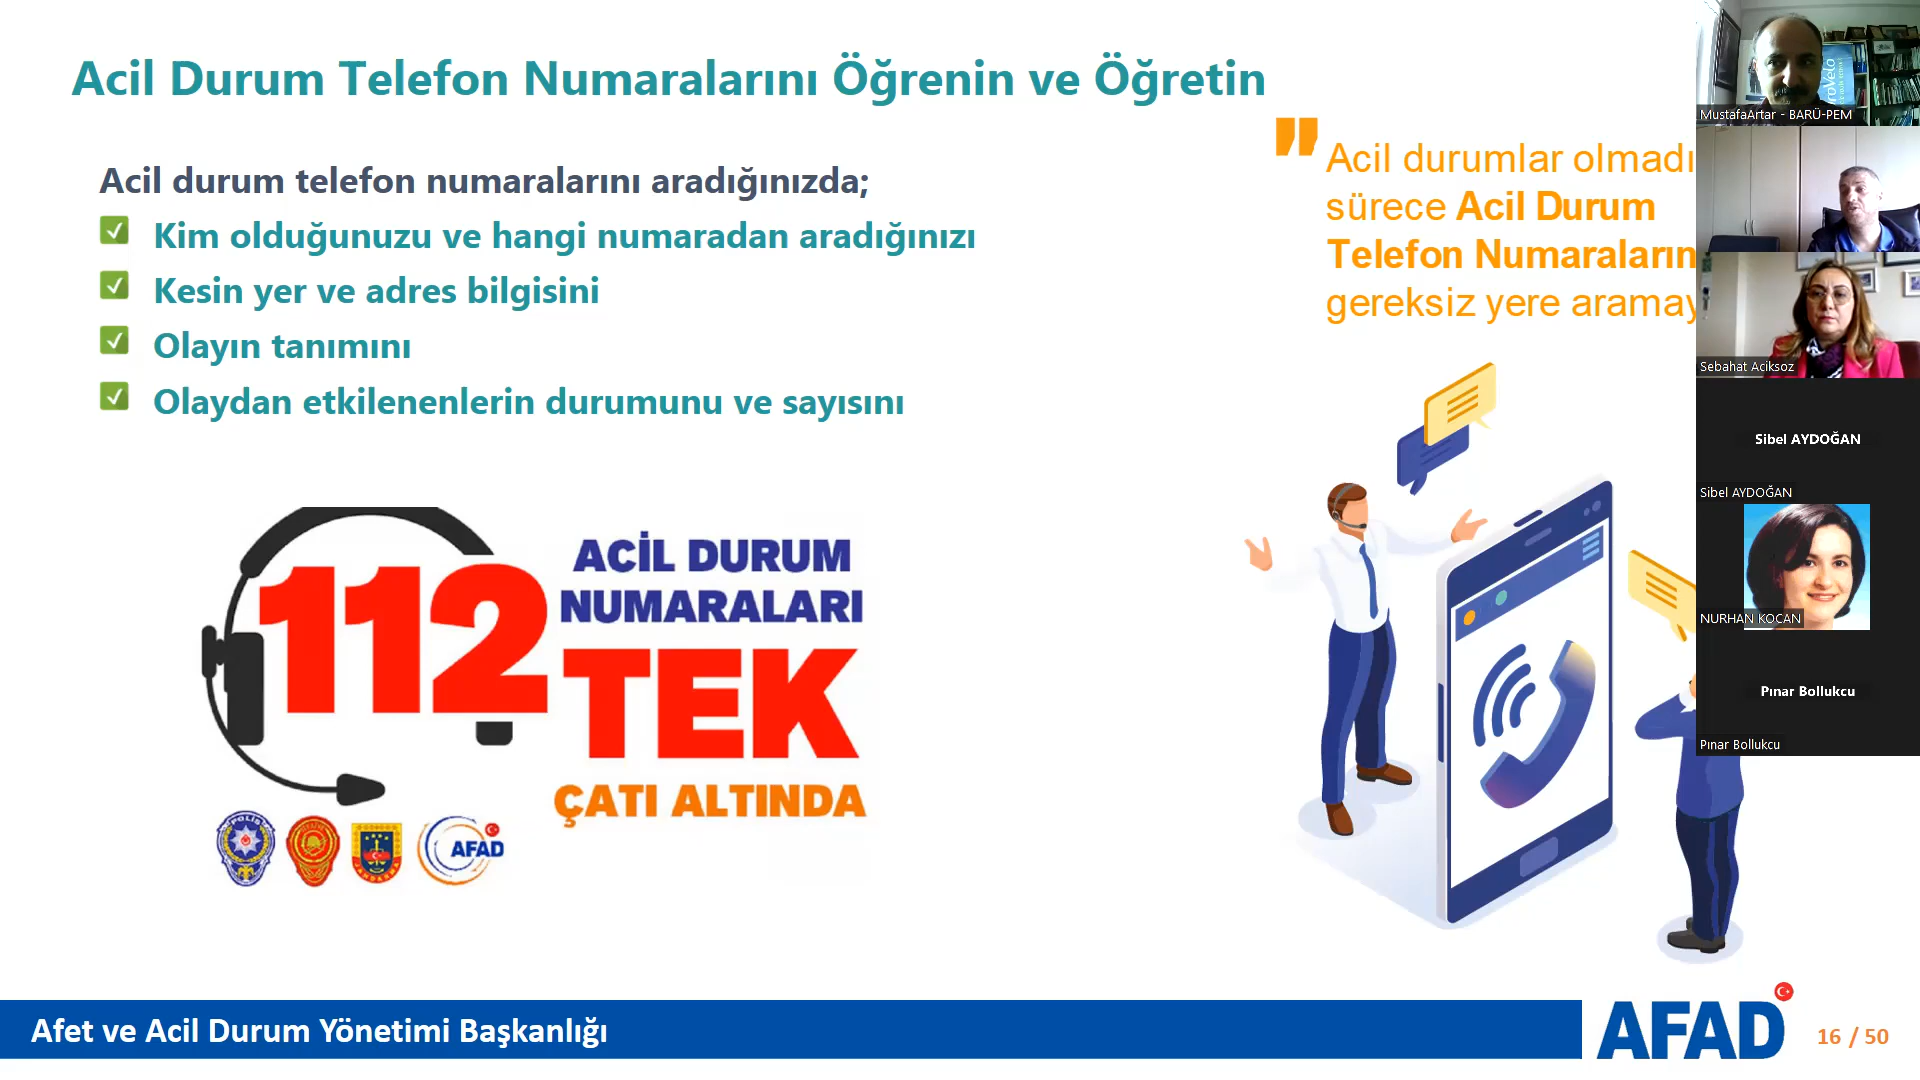 Acil Durum Telefon Numaralarını Öğrenin ve Öğretin
Acil durum telefon numaralarını aradığınızda;
Kim olduğunuzu ve hangi numaradan aradığınızı
Kesin yer ve adres bilgisini
Olayın tanımını
Olaydan etkilenenlerin durumunu ve sayısını
Acil durumlar olmadı
sürece Acil Durum
Telefon Numaraların
gereksiz yere aramay
112
ACİL DURUM
NUMARALARI
TEK
ÇATI ALTINDA
POLİS
JANDARMA
AFAD
Afet ve Acil Durum Yönetimi Başkanlığı
AFAD
16 / 50
MustafaArtar - BARÜ-PEM
Sebahat Aciksoz
Sibel AYDOĞAN
Sibel AYDOĞAN
NURHAN KOCAN
Pınar Bollukcu
Pınar Bollukcu